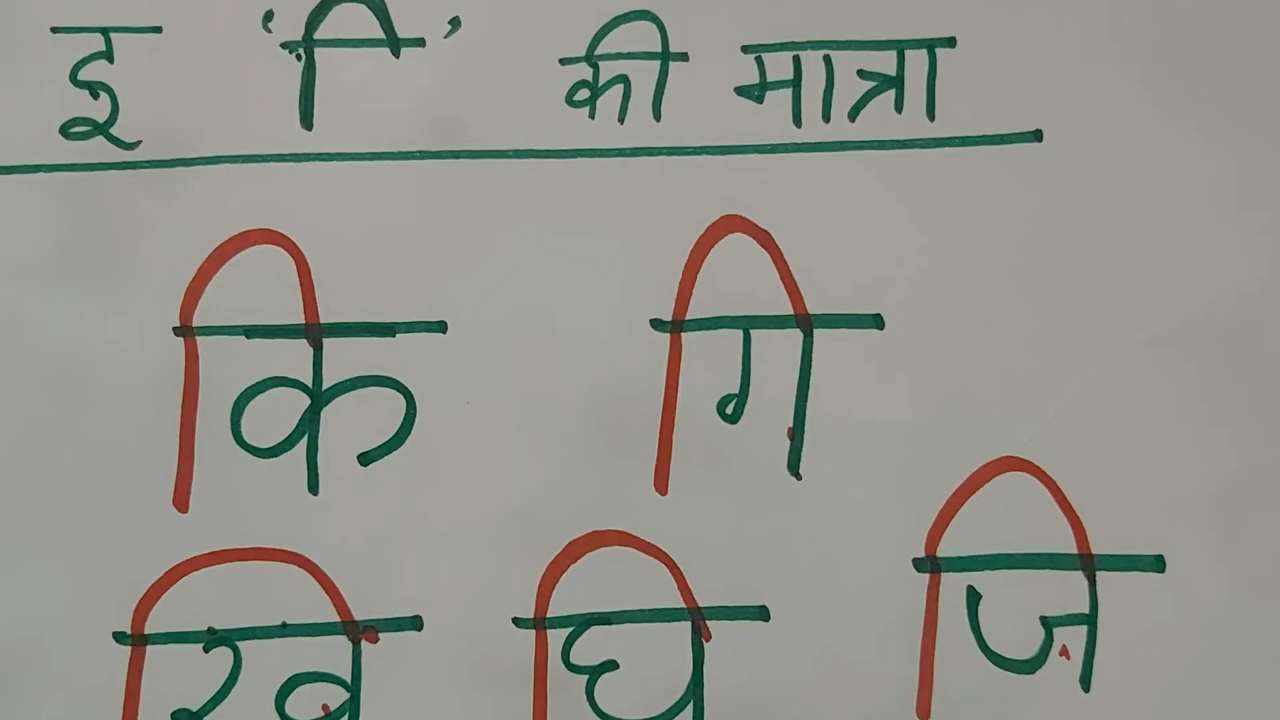 इ ' ि ' की मात्रा
कि गि
खि घि जि